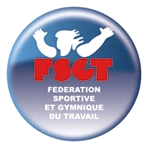 FSGT
FEDERATION
SPORTIVE
ET GYMNIQUE
DU TRAVAIL